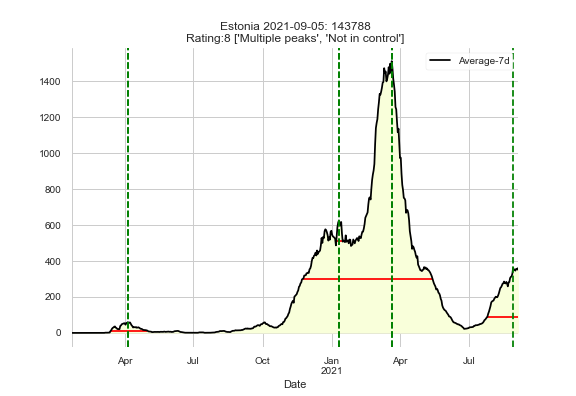 Estonia 2021-09-05: 143788
Rating:8 ['Multiple peaks', 'Not in control']
Average-7d
1400
1200
1000
800
600
400
200
0
Apr Jul Oct Jan Apr Jul
2021
Date